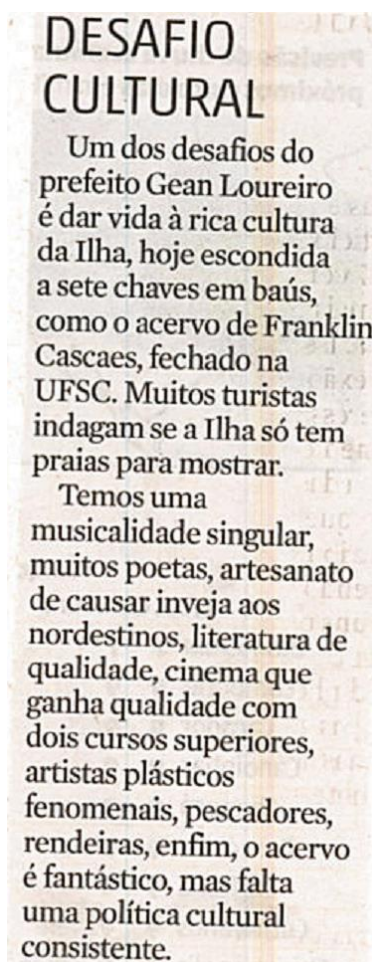 DESAFIO
CULTURAL
Um dos desafios do
prefeito Gean Loureiro
é dar vida à rica cultura
da Ilha, hoje escondida
a sete chaves em baús,
como o acervo de Franklin
Cascaes, fechado na
UFSC. Muitos turistas
indagam se a Ilha só tem
praias para mostrar.
Temos uma
musicalidade singular,
muitos poetas, artesanato
de causar inveja aos
nordestinos, literatura de
qualidade, cinema que
ganha qualidade com
dois cursos superiores,
artistas plásticos
fenomenais, pescadores,
rendeiras, enfim, o acervo
é fantástico, mas falta
uma política cultural
consistente.